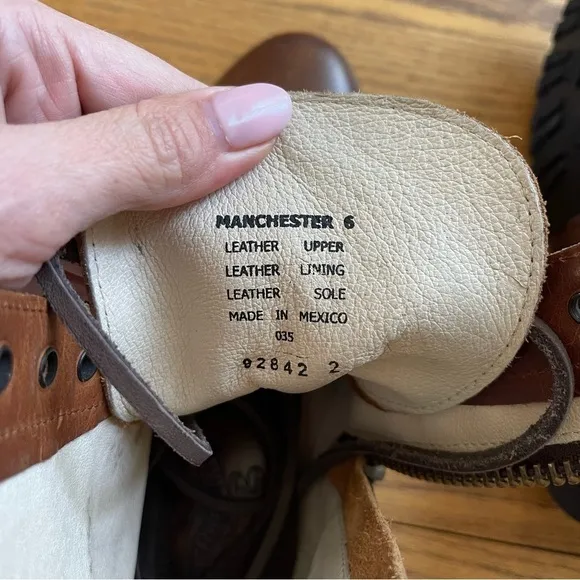 MANCHESTER 6
LEATHER UPPER
LEATHER LINING
LEATHER SOLE
MADE IN MEXICO
035
92842 2